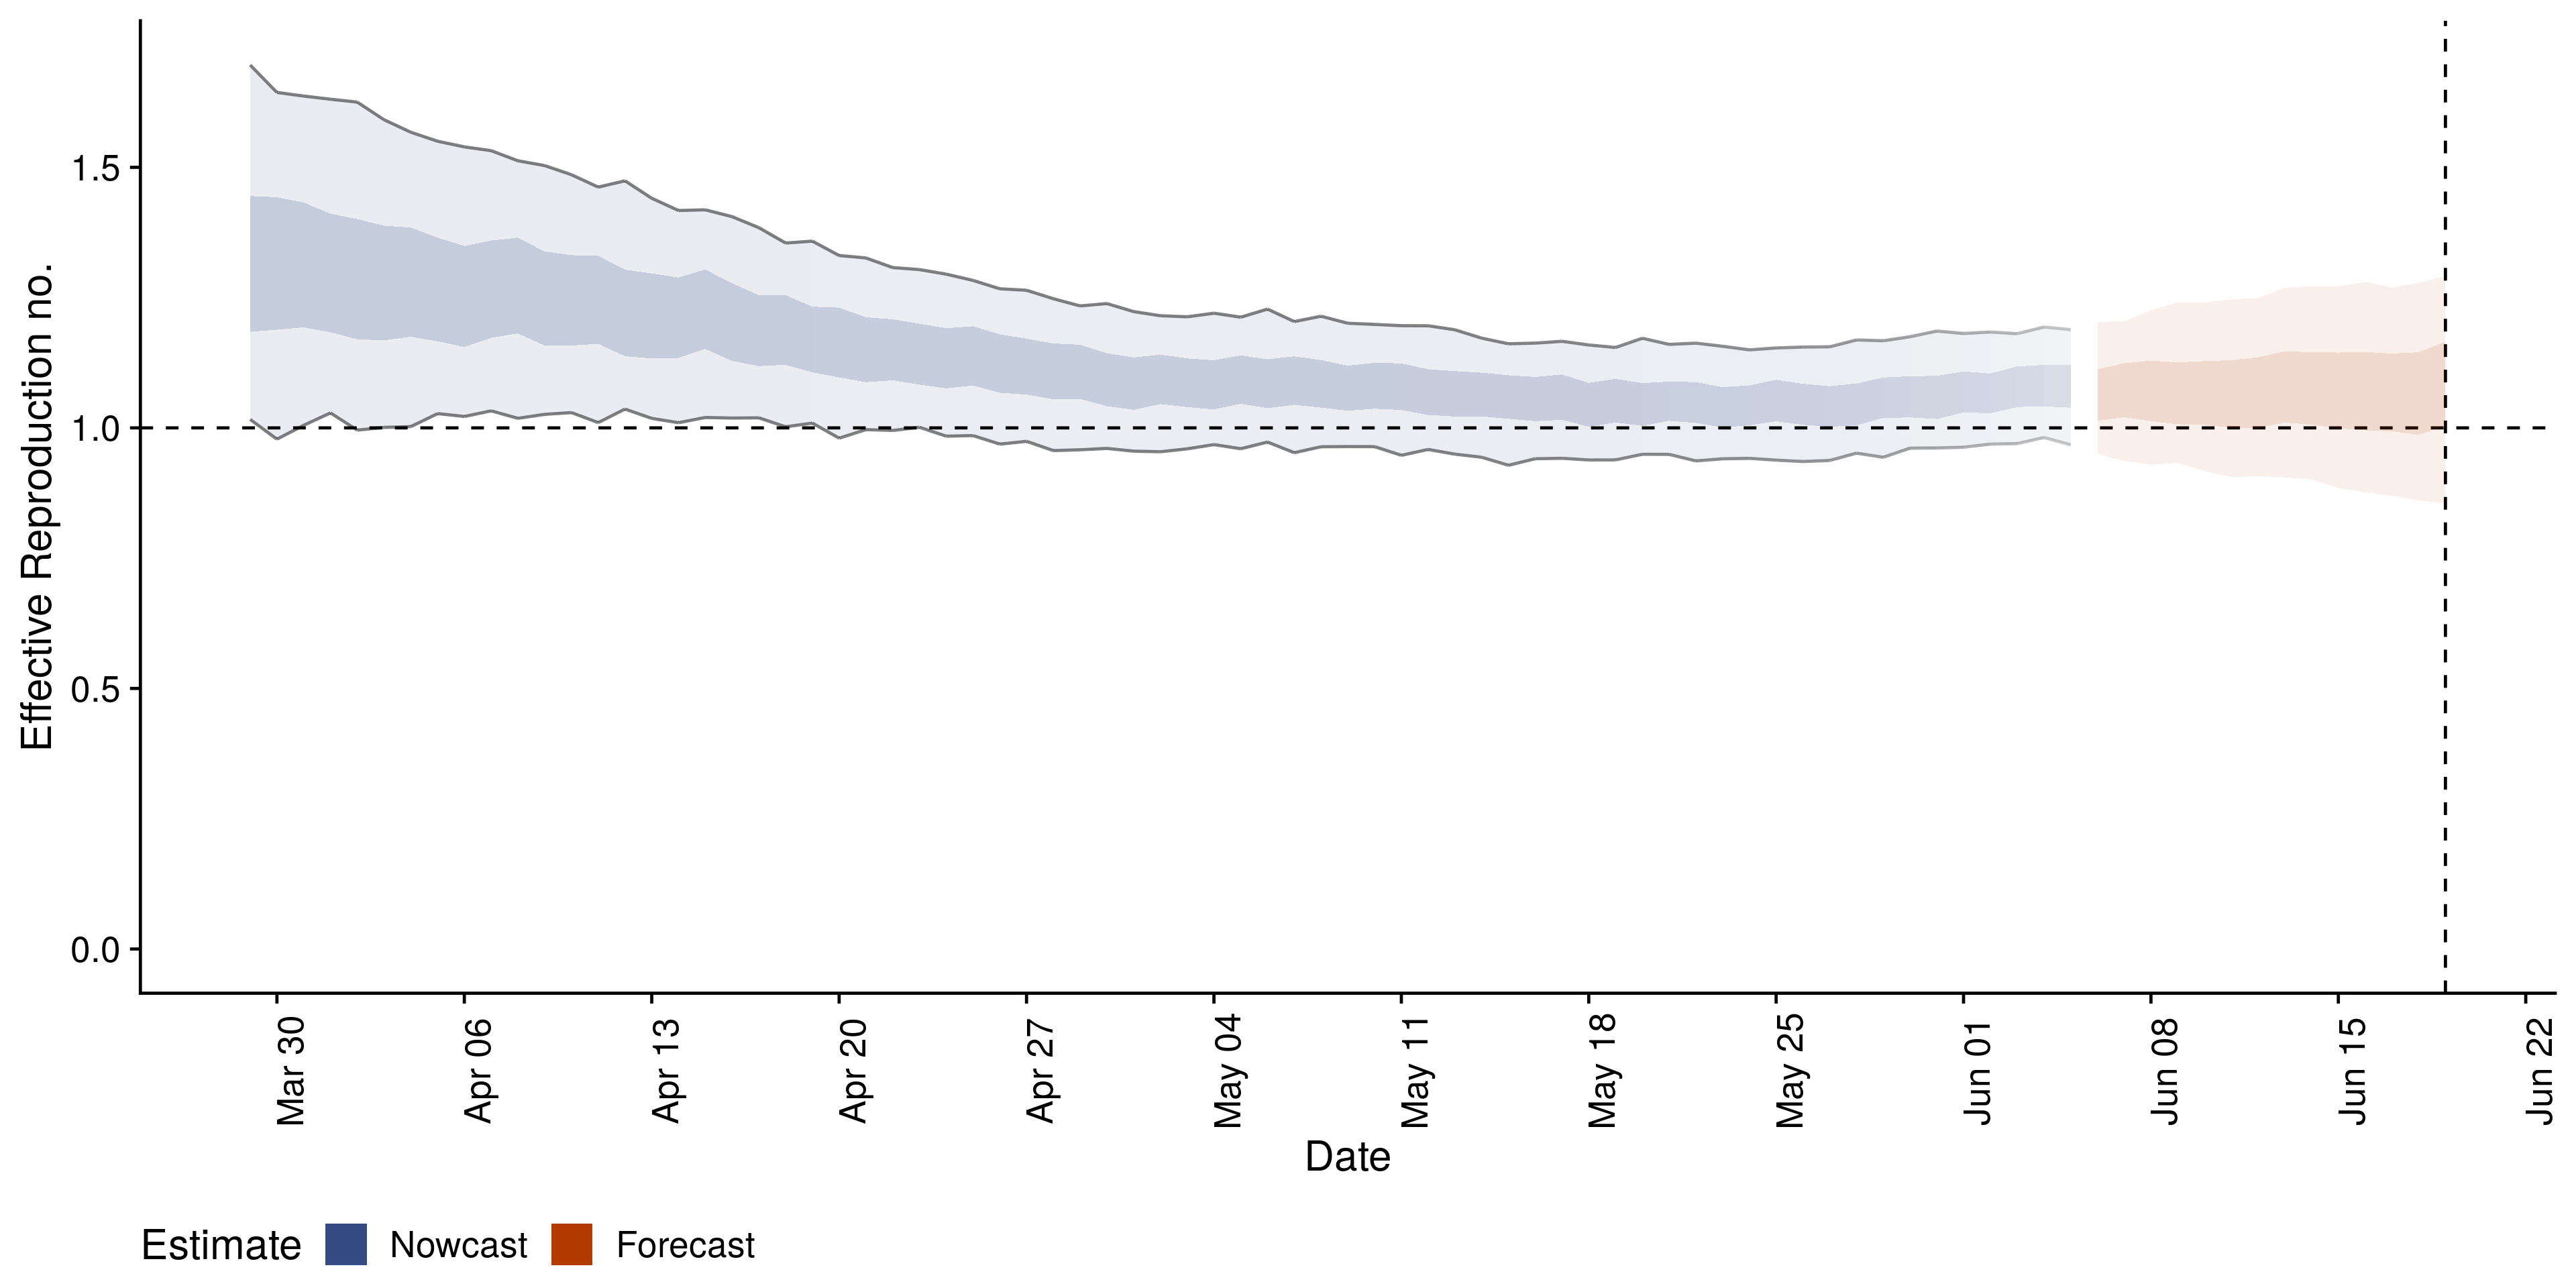 Effective Reproduction no.
1.5
1.0
0.5
0.0
Mar 30
Apr 06
Apr 13
Apr 20
Apr 27
May 04
May 11
May 18
May 25
Jun 01
Jun 08
Jun 15
Jun 22
Date
Estimate Nowcast Forecast